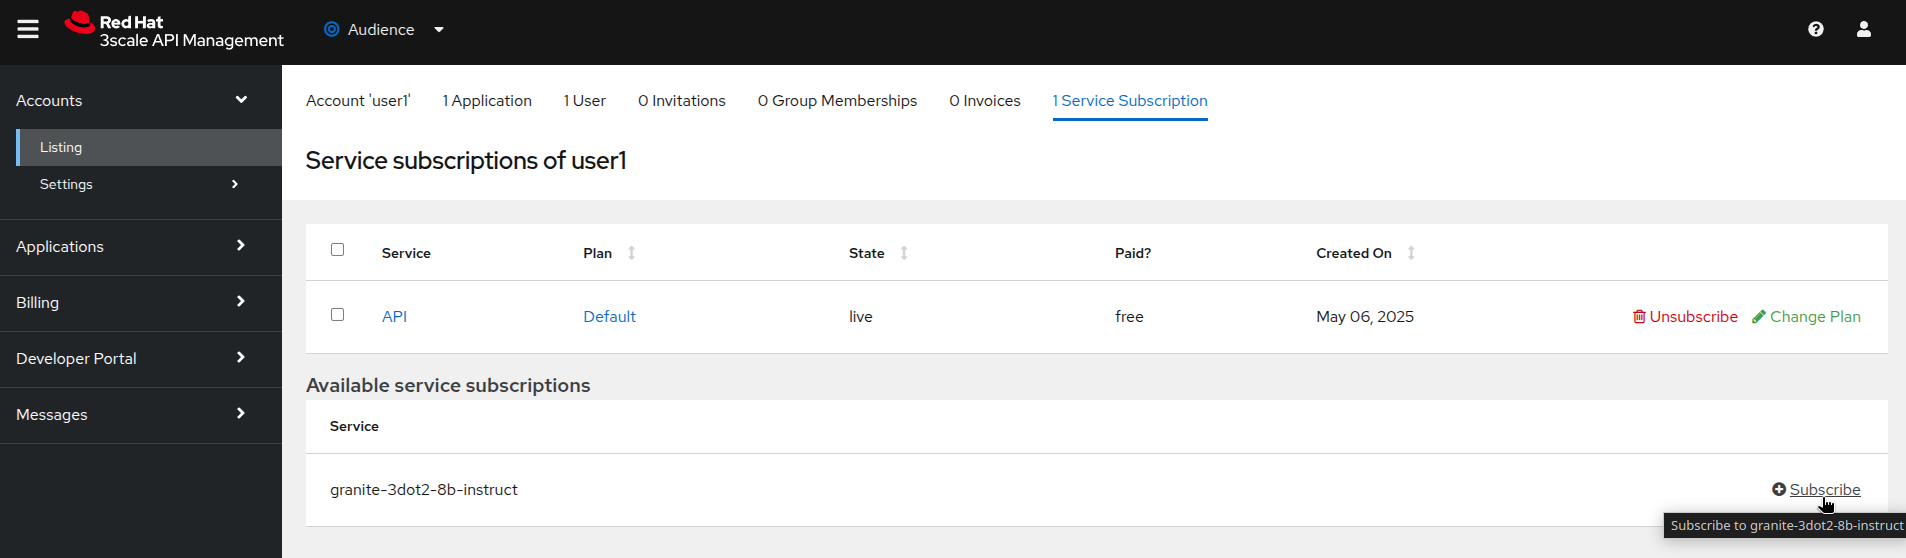 Red Hat
3scale API Management
Audience
Accounts
Listing
Settings
Applications
Billing
Developer Portal
Messages
Account 'user1' 1 Application 1 User 0 Invitations 0 Group Memberships 0 Invoices 1 Service Subscription
Service subscriptions of user1
Service Plan State Paid? Created On
API Default live free May 06, 2025 Unsubscribe Change Plan
Available service subscriptions
Service
granite-3dot2-8b-instruct Subscribe
Subscribe to granite-3dot2-8b-instruct